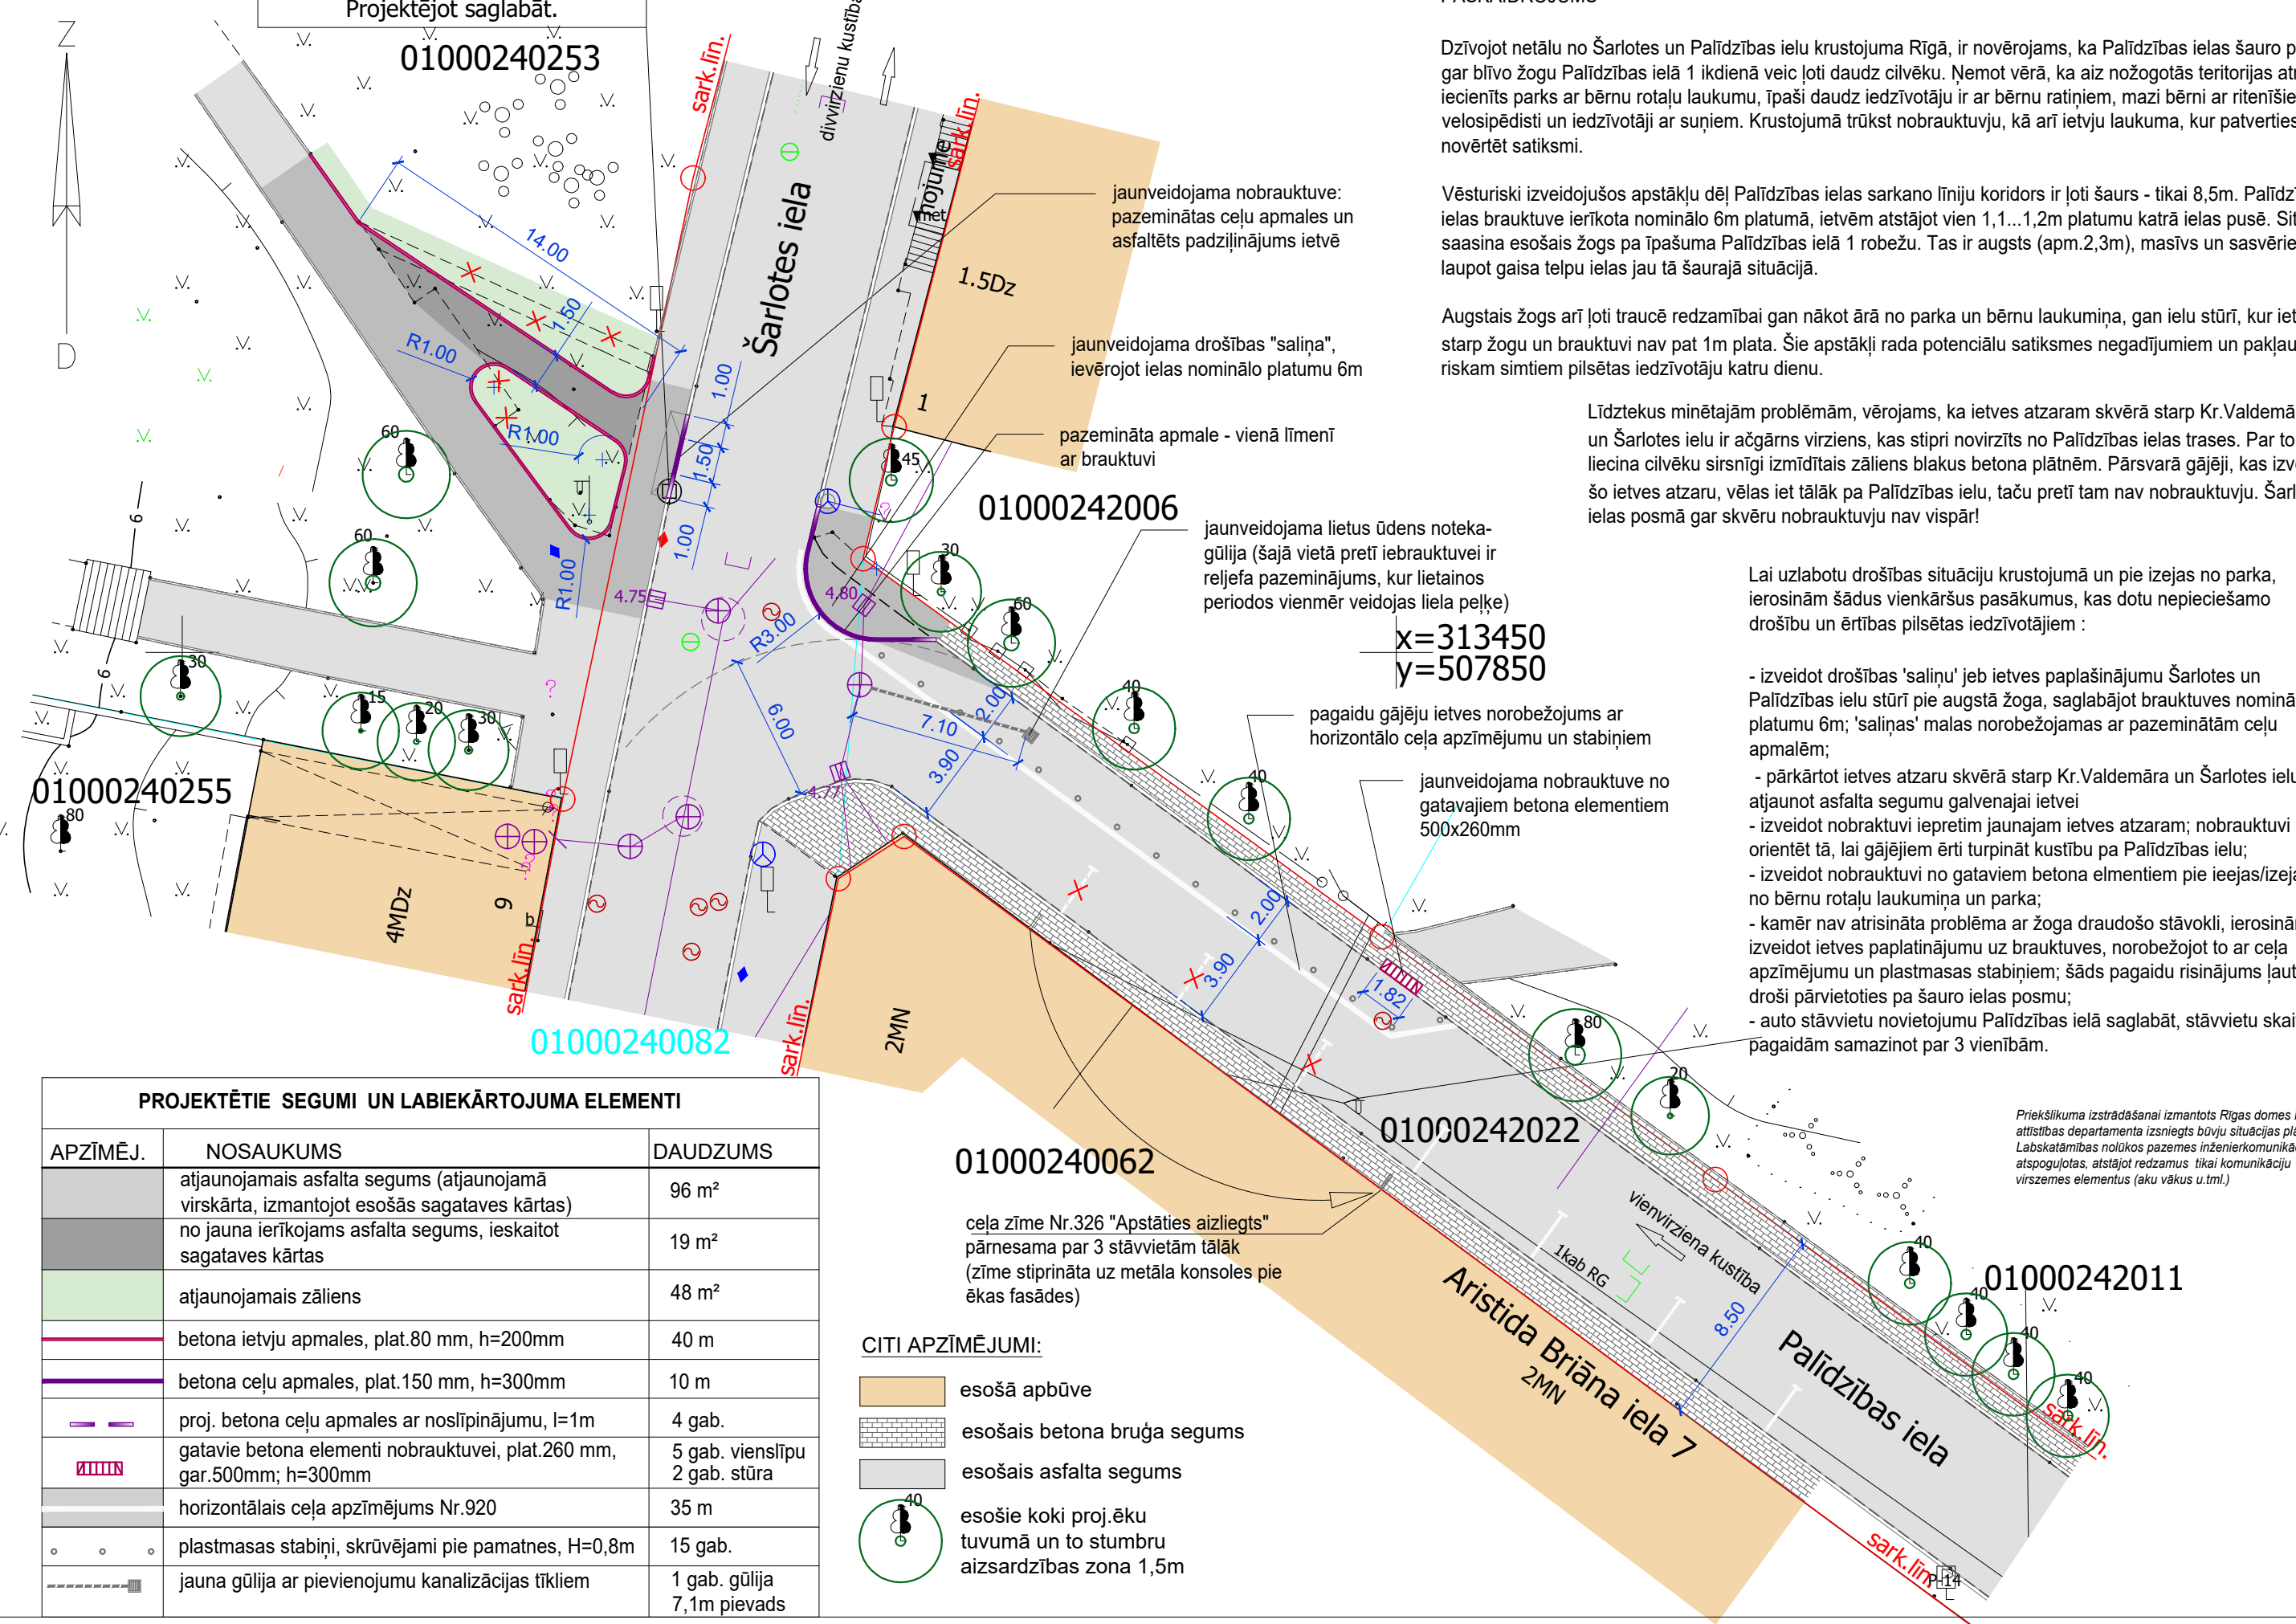 Projektējot saglabāt.
Z
D
01000240253
sark.līn.
divvirzienu kustība
Šarlotes iela
nojume
met
sark.līn.
1.5Dz
1
14.00
1.50
R1.00
R1.00
R1.00
1.00
1.50
1.00
jaunveidojama nobrauktuve:
pazeminātas ceļu apmales un
asfaltēts padziļinājums ietvē
jaunveidojama drošības "saliņa",
ievērojot ielas nominālo platumu 6m
pazemināta apmale - vienā līmenī
ar brauktuvi
01000242006
jaunveidojama lietus ūdens noteka-
gūlija (šajā vietā pretī iebrauktuvei ir
reljefa pazeminājums, kur lietainos
periodos vienmēr veidojas liela peļķe)
x=313450
y=507850
pagaidu gājēju ietves norobežojums ar
horizontālo ceļa apzīmējumu un stabiņiem
jaunveidojama nobrauktuve no
gatavajiem betona elementiem
500x260mm
60
60
45
30
60
40
40
80
20
40
40
40
40
30
15
20
30
80
6
6
4.75
4.80
4.77
R3.00
6.00
7.10
2.00
3.90
2.00
3.90
1.82
8.50
01000240255
4MDz
9
b
sark.līn.
01000240082
sark.līn.
2MN
01000240062
01000242022
01000242011
ceļa zīme Nr.326 "Apstāties aizliegts"
pārnesama par 3 stāvvietām tālāk
(zīme stiprināta uz metāla konsoles pie
ēkas fasādes)
vienvirziena kustība
1kab RG
Aristida Briāna iela 7
2MN
Palīdzības iela
sark.līn.
sark.līn.
P-14
Dzīvojot netālu no Šarlotes un Palīdzības ielu krustojuma Rīgā, ir novērojams, ka Palīdzības ielas šauro
gar blīvo žogu Palīdzības ielā 1 ikdienā veic ļoti daudz cilvēku. Ņemot vērā, ka aiz nožogotās teritorijas
iecienīts parks ar bērnu rotaļu laukumu, īpaši daudz iedzīvotāju ir ar bērnu ratiņiem, mazi bērni ar
velosipēdisti un iedzīvotāji ar suņiem. Krustojumā trūkst nobrauktuvju, kā arī ietvju laukuma, kur patverties
novērtēt satiksmi.
Vēsturiski izveidojušos apstākļu dēļ Palīdzības ielas sarkano līniju koridors ir ļoti šaurs - tikai 8,5m.
ielas brauktuve ierīkota nominālo 6m platumā, ietvēm atstājot vien 1,1...1,2m platumu katrā ielas pusē.
saasina esošais žogs pa īpašuma Palīdzības ielā 1 robežu. Tas ir augsts (apm.2,3m), masīvs un
laupot gaisa telpu ielas jau tā šaurajā situācijā.
Augstais žogs arī ļoti traucē redzamībai gan nākot ārā no parka un bērnu laukumiņa, gan ielu stūrī, kur
starp žogu un brauktuvi nav pat 1m plata. Šie apstākļi rada potenciālu satiksmes negadījumiem un
riskam simtiem pilsētas iedzīvotāju katru dienu.
Līdztekus minētajām problēmām, vērojams, ka ietves atzaram skvērā starp
un Šarlotes ielu ir ačgārns virziens, kas stipri novirzīts no Palīdzības ielas trases. Par to
liecina cilvēku sirsnīgi izmīdītais zāliens blakus betona plātnēm. Pārsvarā gājēji, kas
šo ietves atzaru, vēlas iet tālāk pa Palīdzības ielu, taču pretī tam nav nobrauktuvju.
ielas posmā gar skvēru nobrauktuvju nav vispār!
Lai uzlabotu drošības situāciju krustojumā un pie izejas no parka,
ierosinām šādus vienkāršus pasākumus, kas dotu nepieciešamo
drošību un ērtības pilsētas iedzīvotājiem :
- izveidot drošības 'saliņu' jeb ietves paplašinājumu Šarlotes un
Palīdzības ielu stūrī pie augstā žoga, saglabājot brauktuves
platumu 6m; 'saliņas' malas norobežojamas ar pazeminātām ceļu
apmalēm;
- pārkārtot ietves atzaru skvērā starp Kr.Valdemāra un Šarlotes
atjaunot asfalta segumu galvenajai ietvei
- izveidot nobraktuvi iepretim jaunajam ietves atzaram; nobrauktuvi
orientēt tā, lai gājējiem ērti turpināt kustību pa Palīdzības ielu;
- izveidot nobrauktuvi no gataviem betona elmentiem pie
no bērnu rotaļu laukumiņa un parka;
- kamēr nav atrisināta problēma ar žoga draudošo stāvokli,
izveidot ietves paplatinājumu uz brauktuves, norobežojot to ar ceļa
apzīmējumu un plastmasas stabiņiem; šāds pagaidu risinājums
droši pārvietoties pa šauro ielas posmu;
- auto stāvvietu novietojumu Palīdzības ielā saglabāt, stāvvietu
pagaidām samazinot par 3 vienībām.
Priekšlikuma izstrādāšanai izmantots Rīgas domes
attīstības departamenta izsniegts būvju situācijas
Labskatāmības nolūkos pazemes
atspoguļotas, atstājot redzamus tikai komunikāciju
virszemes elementus (aku vākus u.tml.)
PROJEKTĒTIE SEGUMI UN LABIEKĀRTOJUMA ELEMENTI
APZĪMĒJ. NOSAUKUMS DAUDZUMS
atjaunojamais asfalta segums (atjaunojamā
virskārta, izmantojot esošās sagataves kārtas)
96 m²
no jauna ierīkojams asfalta segums, ieskaitot
sagataves kārtas
19 m²
atjaunojamais zāliens 48 m²
betona ietvju apmales, plat.80 mm, h=200mm 40 m
betona ceļu apmales, plat.150 mm, h=300mm 10 m
proj. betona ceļu apmales ar noslīpinājumu, l=1m 4 gab.
gatavie betona elementi nobrauktuvei, plat.260 mm,
gar.500mm; h=300mm
5 gab. vienslīpu
2 gab. stūra
horizontālais ceļa apzīmējums Nr.920 35 m
plastmasas stabiņi, skrūvējami pie pamatnes, H=0,8m 15 gab.
jauna gūlija ar pievienojumu kanalizācijas tīkliem 1 gab. gūlija
7,1m pievads
CITI APZĪMĒJUMI:
esošā apbūve
esošais betona bruģa segums
esošais asfalta segums
40
esošie koki proj.ēku
tuvumā un to stumbru
aizsardzības zona 1,5m